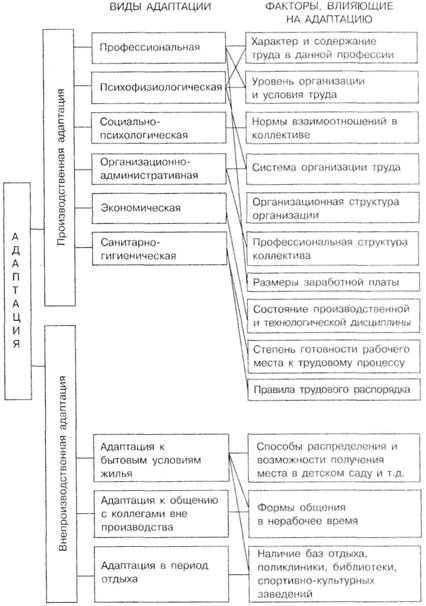 ВИДЫ АДАПТАЦИИ
ФАКТОРЫ, ВЛИЯЮЩИЕ
НА АДАПТАЦИЮ
АДАПТАЦИЯ
Производственная адаптация
Профессиональная
Психофизиологическая
Социально-
психологическая
Организационно-
административная
Экономическая
Санитарно-
гигиеническая
Характер и содержание
труда в данной профессии
Уровень организации
и условия труда
Нормы взаимоотношений в
коллективе
Система организации труда
Организационная структура
организации
Профессиональная структура
коллектива
Размеры заработной платы
Состояние производственной
и технологической дисциплины
Степень готовности рабочего
места к трудовому процессу
Правила трудового распорядка
Внепроизводственная адаптация
Адаптация к
бытовым условиям
жилья
Адаптация к общению
с коллегами вне
производства
Адаптация в период
отдыха
Способы распределения и
возможности получения
места в детском саду и т.д.
Формы общения
в нерабочее время
Наличие баз отдыха,
поликлиники, библиотеки,
спортивно-культурных
заведений